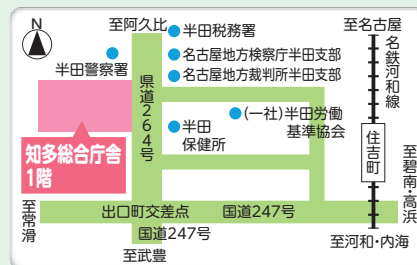 N
至阿久比
至名古屋
半田税務署
名古屋地方検察庁半田支部
名古屋地方裁判所半田支部
半田警察署
県道264号
名鉄河和線
(一社)半田労働
基準協会
半田
保健所
住吉町
知多総合庁舎
1階
至碧南・高浜
至常滑
出口町交差点
国道247号
国道247号
至河和・内海
至武豊